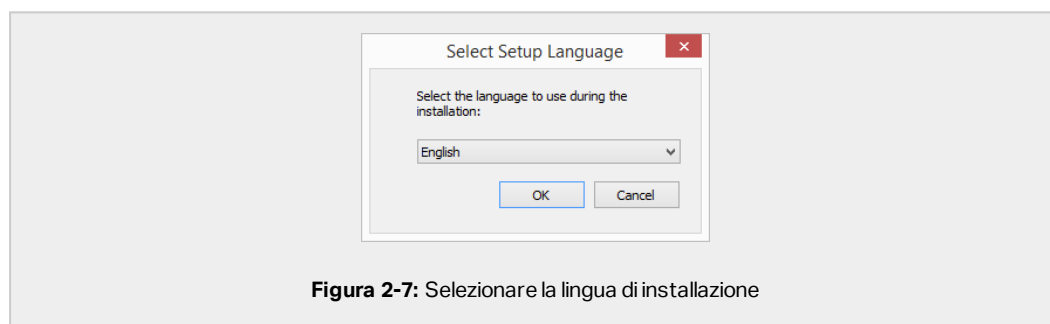 Select Setup Language
Select the language to use during the
installation:
English
OK Cancel
Figura 2-7: Selezionare la lingua di installazione